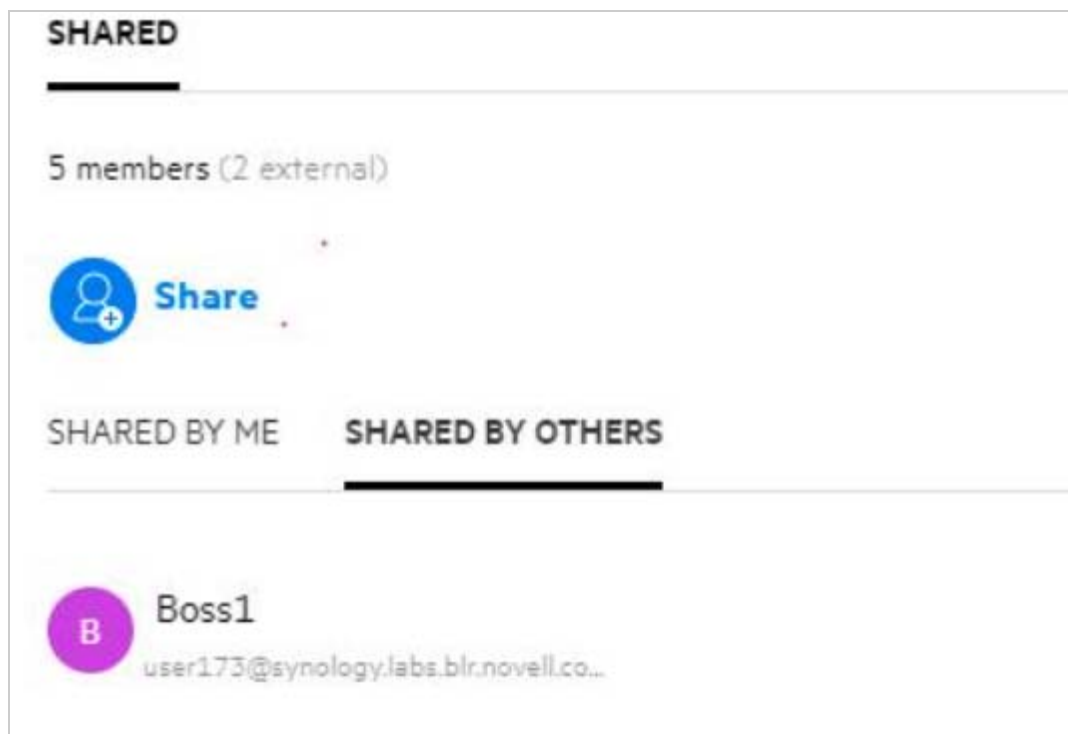 SHARED
5 members (2 external)
Share
SHARED BY ME SHARED BY OTHERS
B
Boss1
user173@synology.labs.blr.novell.co...